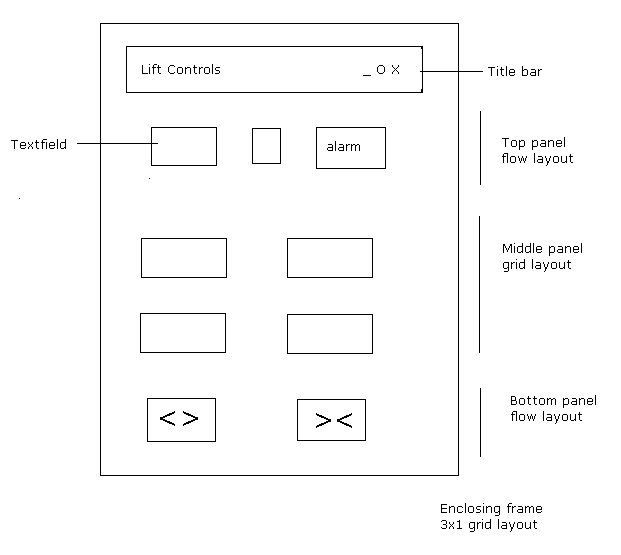 Lift Controls
_ O X
Title bar
Textfield
alarm
Top panel
flow layout
Middle panel
grid layout
< >
> <
Bottom panel
flow layout
Enclosing frame
3x1 grid layout